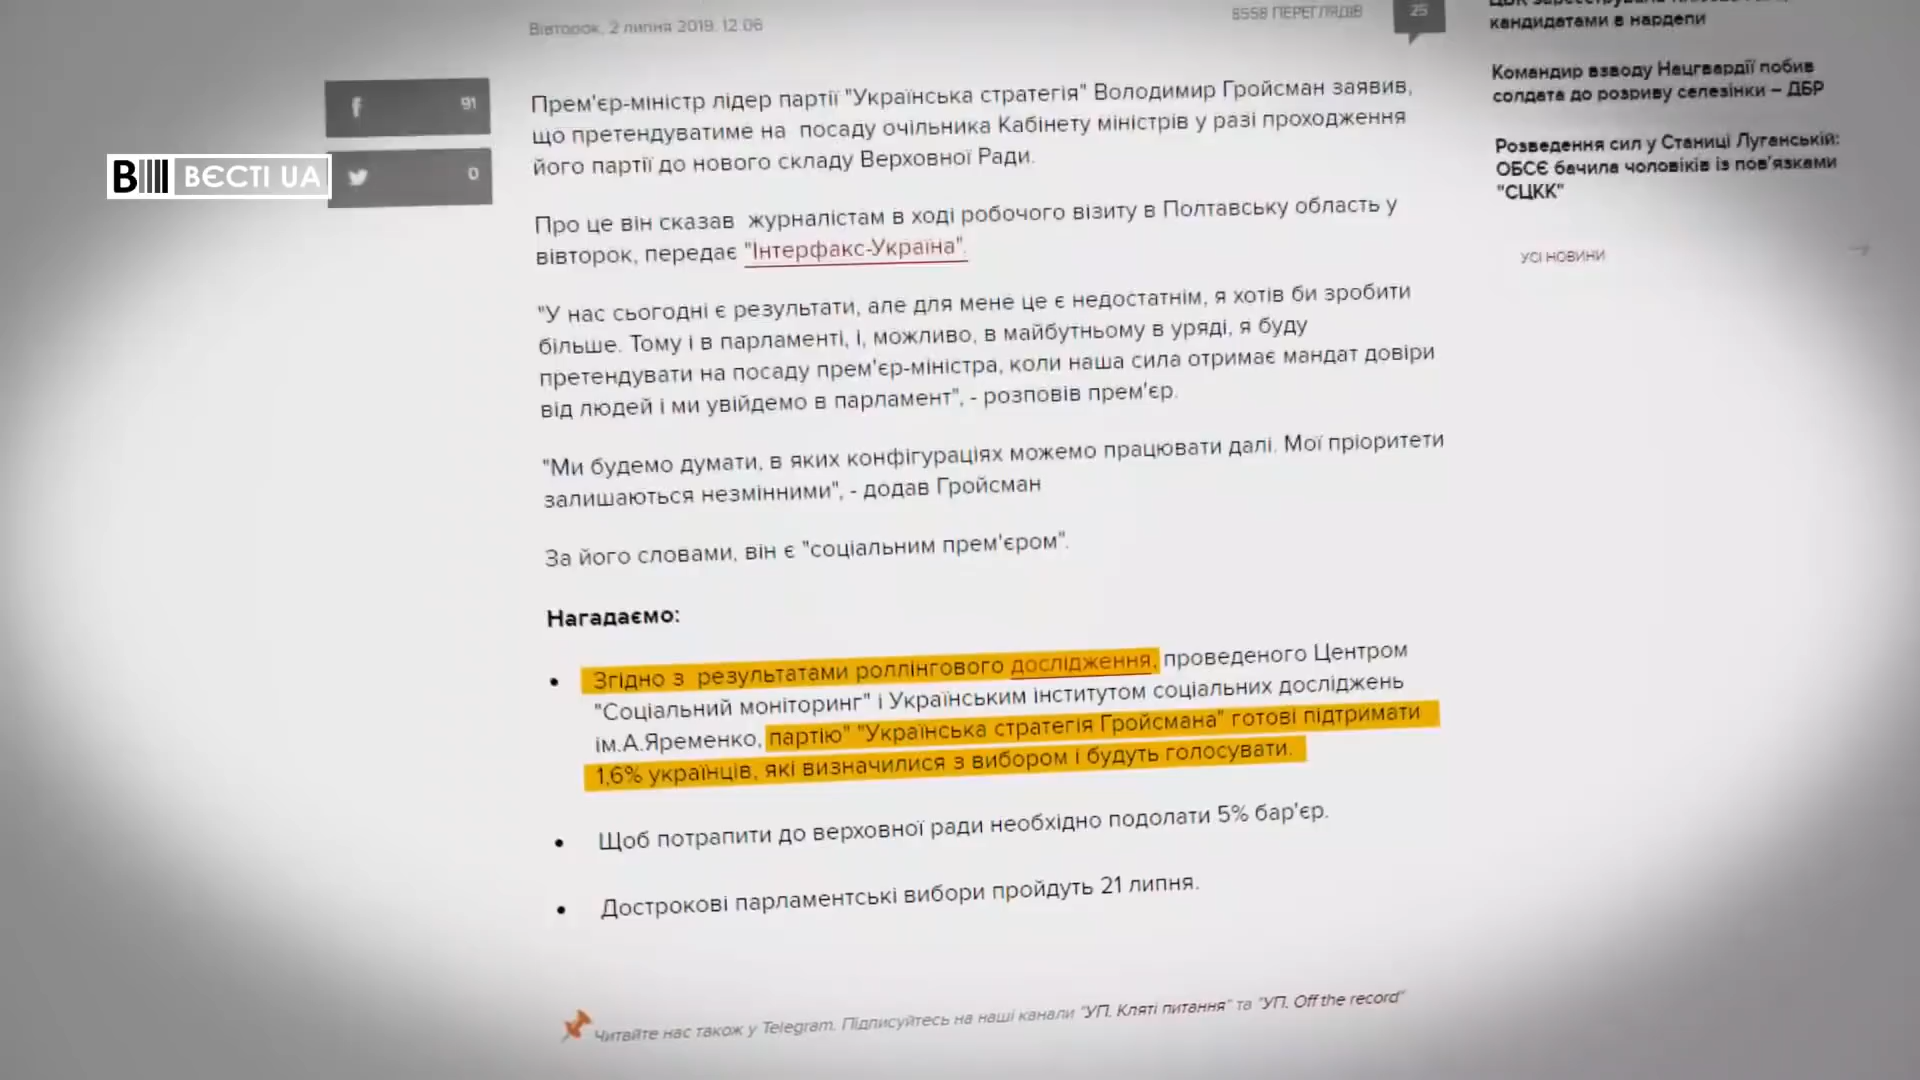 Вівторок, 2 липня 2019, 12:06
8558 ПЕРЕГЛЯДІВ
25
кандидатами в нардепи
Командир взводу Нацгвардії побив
солдата до розриву селезінки – ДБР
Розведення сил у Станиці Луганській:
ОБСЄ бачила чоловіків із пов'язками
"СЦКК"
УСІ НОВИНИ
91
0
ВЄСТІ UA
Прем'єр-міністр лідер партії "Українська стратегія" Володимир Гройсман заявив,
що претендуватиме на посаду очільника Кабінету міністрів у разі проходження
його партії до нового складу Верховної Ради.
Про це він сказав журналістам в ході робочого візиту в Полтавську область у
вівторок, передає "Інтерфакс-Україна".
"У нас сьогодні є результати, але для мене це є недостатнім, я хотів би зробити
більше. Тому і в парламенті, і, можливо, в майбутньому в уряді, я буду
претендувати на посаду прем'єр-міністра, коли наша сила отримає мандат довіри
від людей і ми увійдемо в парламент", - розповів прем'єр.
"Ми будемо думати, в яких конфігураціях можемо працювати далі. Мої пріоритети
залишаються незмінними", - додав Гройсман
За його словами, він є "соціальним прем'єром".
Нагадаємо:
• Згідно з результатами роллінгового дослідження, проведеного Центром
"Соціальний моніторинг" і Українським інститутом соціальних досліджень
ім.А.Яременко, партію" "Українська стратегія Гройсмана" готові підтримати
1,6% українців, які визначилися з вибором і будуть голосувати.
• Щоб потрапити до верховної ради необхідно подолати 5% бар'єр.
• Дострокові парламентські вибори пройдуть 21 липня.
Читайте нас також у Telegram. Підписуйтесь на наші канали "УП. Кляті питання" та "УП. Off the record"